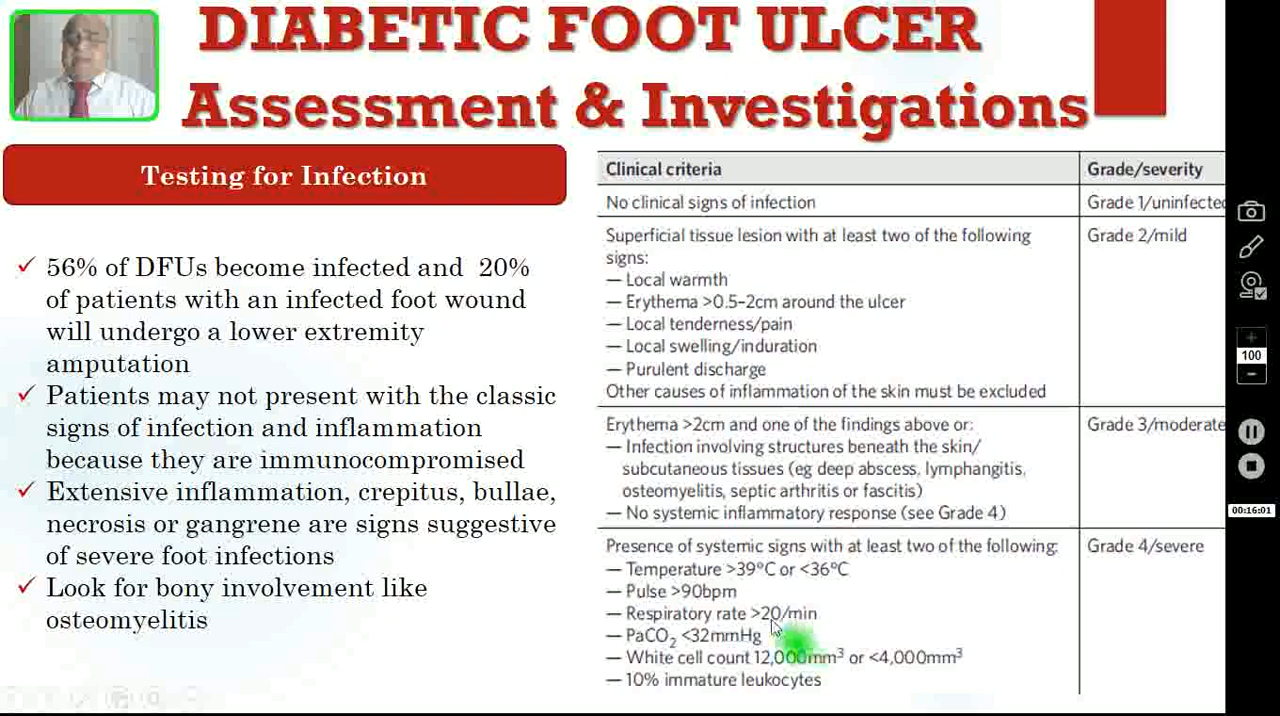 DIABETIC FOOT ULCER
Assessment & Investigations
Testing for Infection
✓ 56% of DFUs become infected and 20%
of patients with an infected foot wound
will undergo a lower extremity
amputation
✓ Patients may not present with the classic
signs of infection and inflammation
because they are immunocompromised
✓ Extensive inflammation, crepitus, bullae,
necrosis or gangrene are signs suggestive
of severe foot infections
✓ Look for bony involvement like
osteomyelitis
Clinical criteria Grade/severity
No clinical signs of infection Grade 1/uninfected
Superficial tissue lesion with at least two of the following Grade 2/mild
signs:
— Local warmth
— Erythema >0.5–2cm around the ulcer
— Local tenderness/pain
— Local swelling/induration
— Purulent discharge
Other causes of inflammation of the skin must be excluded
Erythema >2cm and one of the findings above or: Grade 3/moderate
— Infection involving structures beneath the skin/
subcutaneous tissues (eg deep abscess, lymphangitis,
osteomyelitis, septic arthritis or fascitis)
— No systemic inflammatory response (see Grade 4)
Presence of systemic signs with at least two of the following: Grade 4/severe
— Temperature >39°C or <36°C
— Pulse >90bpm
— Respiratory rate >20/min
— PaCO₂ <32mmHg
— White cell count 12,000mm³ or <4,000mm³
— 10% immature leukocytes
100
00:16:01